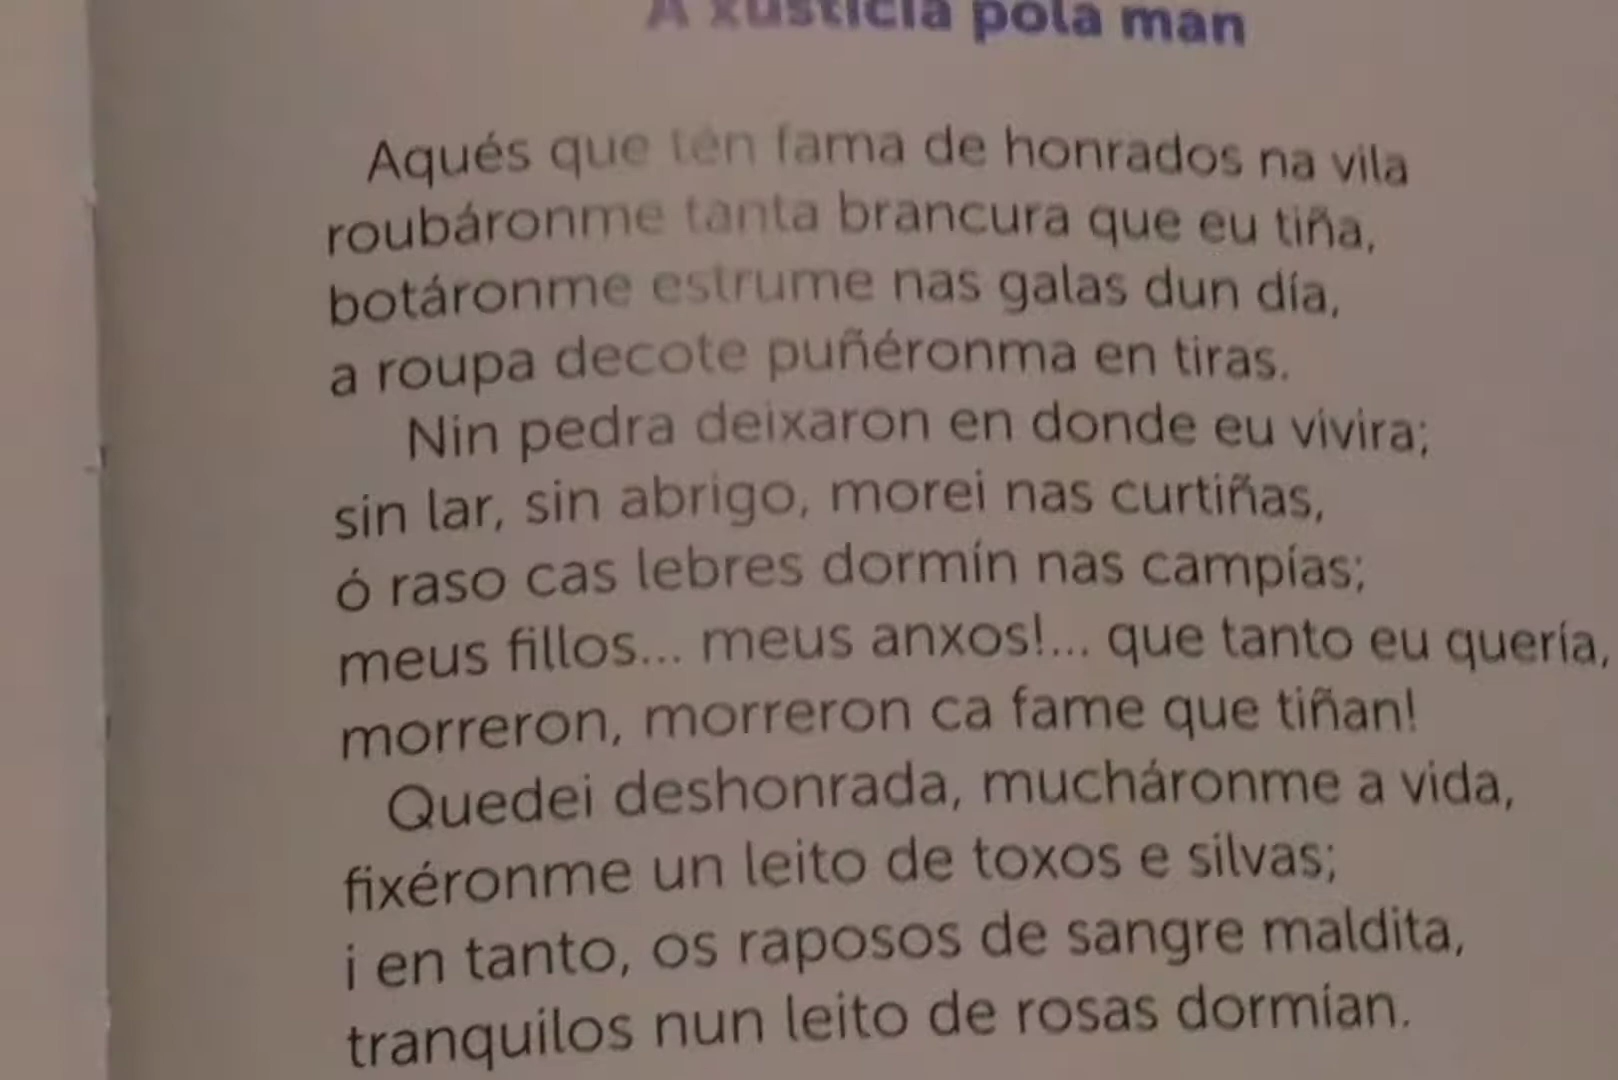 A xusticia pola man
Aqués que tén fama de honrados na vila
roubáronme tanta brancura que eu tiña,
botáronme estrume nas galas dun día,
a roupa decote puñéronma en tiras.
Nin pedra deixaron en donde eu vivira;
sin lar, sin abrigo, morei nas curtiñas,
ó raso cas lebres dormín nas campías;
meus fillos... meus anxos!... que tanto eu quería,
morreron, morreron ca fame que tiñan!
Quedei deshonrada, mucháronme a vida,
fixéronme un leito de toxos e silvas;
i en tanto, os raposos de sangre maldita,
tranquilos nun leito de rosas dormían.